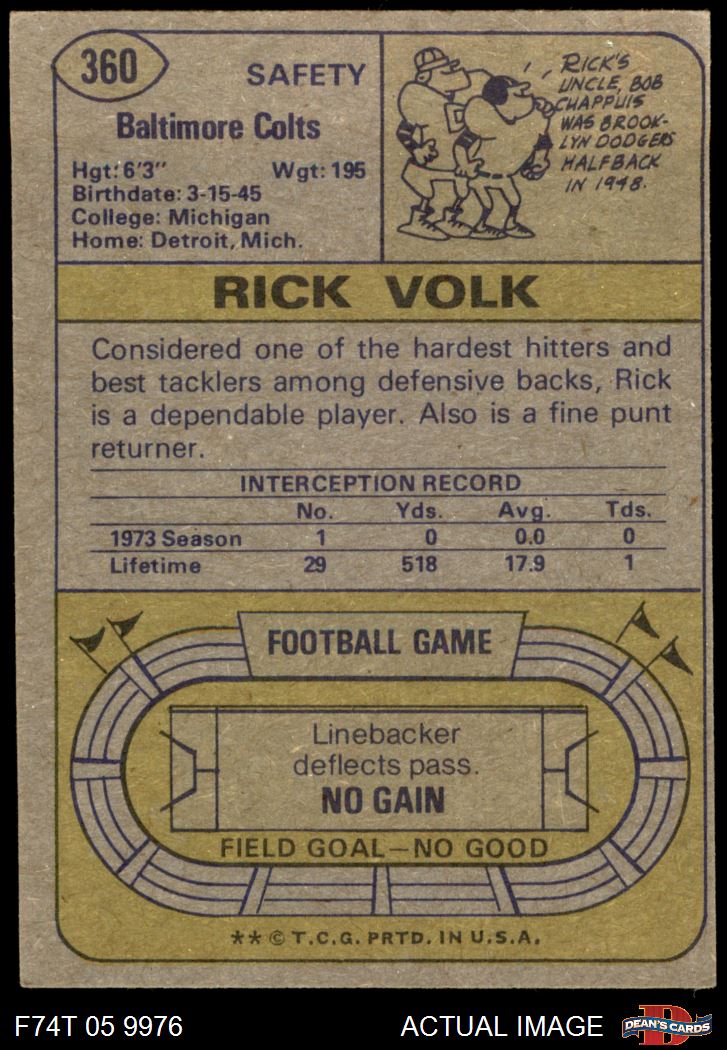 360
SAFETY
Baltimore Colts
Hgt: 6'3" Wgt: 195
Birthdate: 3-15-45
College: Michigan
Home: Detroit, Mich.
RICK'S
UNCLE, BOB
CHAPPUIS
WAS BROOK-
LYN DODGERS
HALFBACK
IN 1948.
RICK VOLK
Considered one of the hardest hitters and
best tacklers among defensive backs, Rick
is a dependable player. Also is a fine punt
returner.
INTERCEPTION RECORD
No. Yds. Avg. Tds.
1973 Season 1 0 0.0 0
Lifetime 29 518 17.9 1
FOOTBALL GAME
Linebacker
deflects pass.
NO GAIN
FIELD GOAL—NO GOOD
** © T.C.G. PRTD. IN U.S.A.
F74T 05 9976 ACTUAL IMAGE
D
DEAN'S CARDS